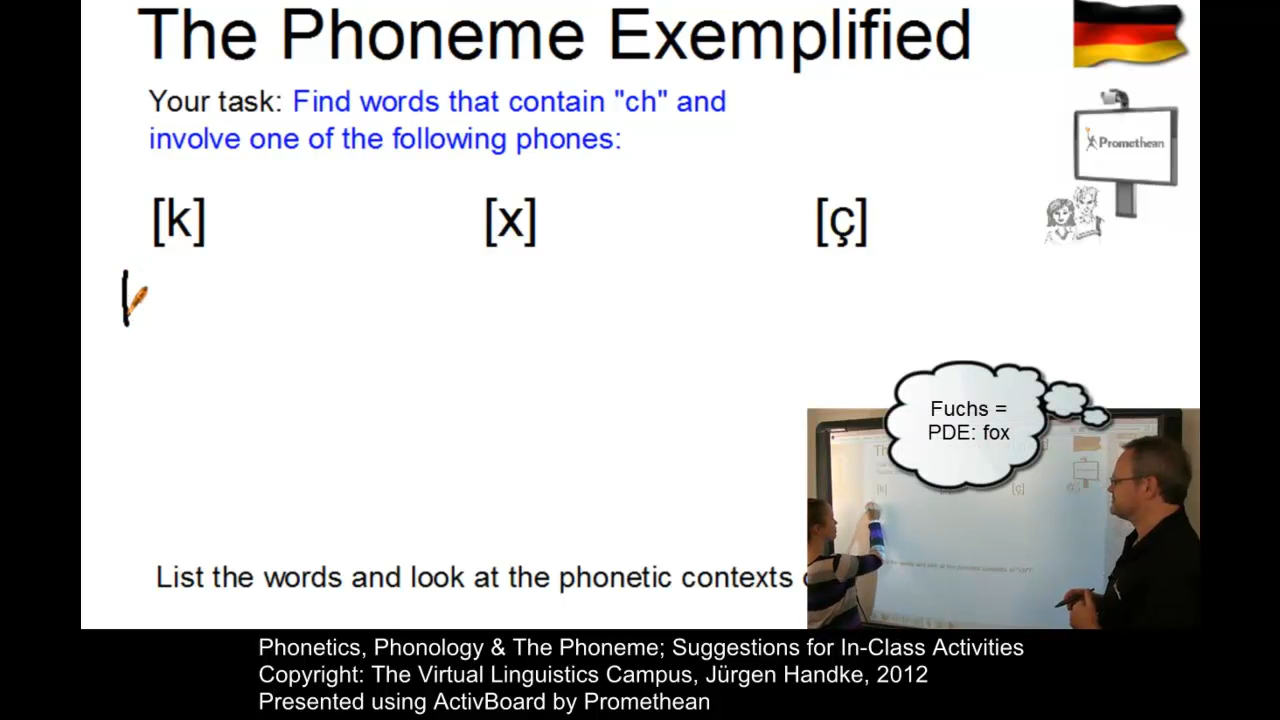 The Phoneme Exemplified
Your task: Find words that contain "ch" and
involve one of the following phones:
Promethean
[k] [x] [ç]
Fuchs =
PDE: fox
List the words and look at the phonetic contexts
Phonetics, Phonology & The Phoneme; Suggestions for In-Class Activities
Copyright: The Virtual Linguistics Campus, Jürgen Handke, 2012
Presented using ActivBoard by Promethean